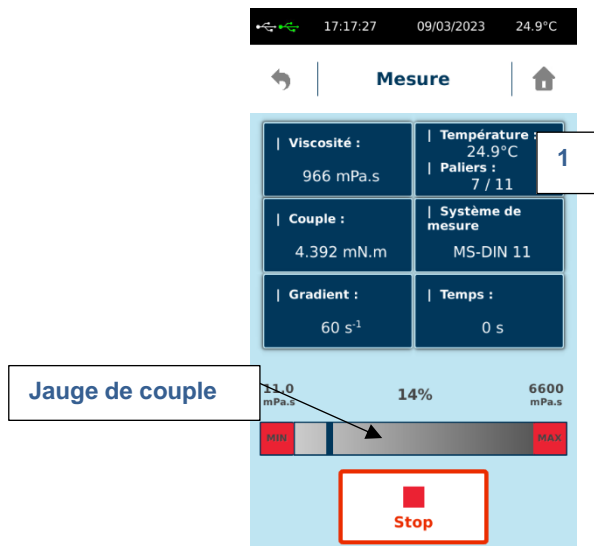 17:17:27 09/03/2023 24.9°C
Mesure
| Viscosité :
966 mPa.s
| Température :
24.9°C
| Paliers :
7 / 11
1
| Couple :
4.392 mN.m
| Système de
mesure
MS-DIN 11
| Gradient :
60 s⁻¹
| Temps :
0 s
Jauge de couple
11.0
mPa.s
14%
6600
mPa.s
MIN
MAX
Stop